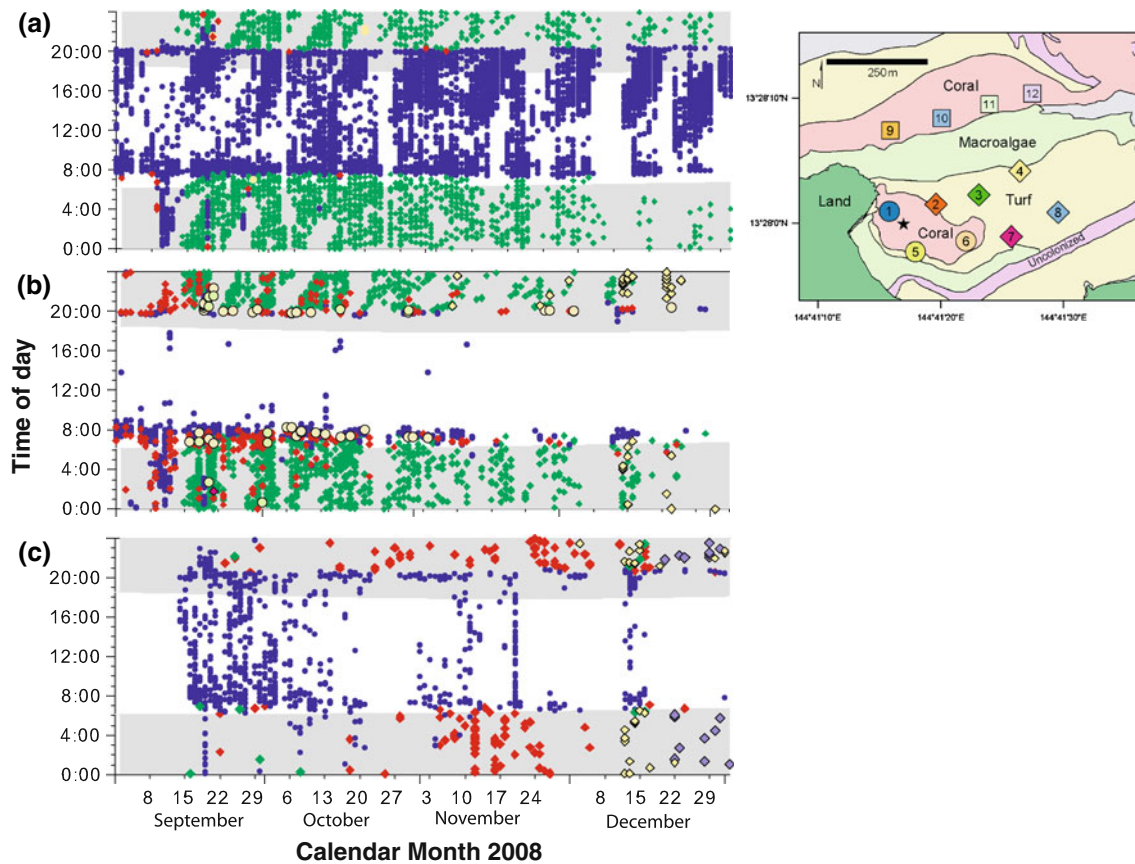 (a)
20:00
16:00
12:00
8:00
4:00
0:00
(b)
20:00
16:00
12:00
8:00
4:00
0:00
(c)
20:00
16:00
12:00
8:00
4:00
0:00
Time of day
8 15 22 29 6 13 20 27 3 10 17 24 8 15 22 29
September October November December
Calendar Month 2008
250m
N
Coral
12
11
10
9
Macroalgae
4
3
Land
2
Turf
1
8
Coral
7
6
5
Uncolonized
13°28'10"N
13°28'0"N
144°41'10"E 144°41'20"E 144°41'30"E